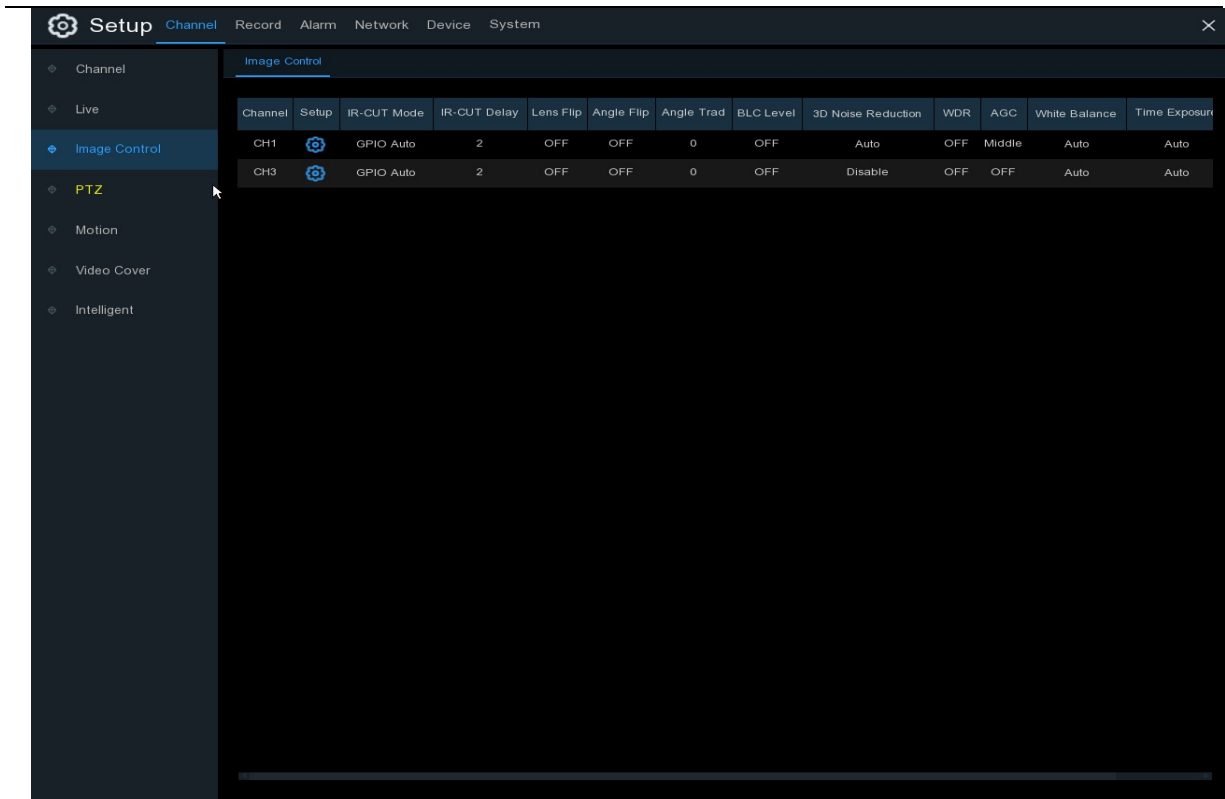 Setup Channel Record Alarm Network Device System
Channel
Live
Image Control
PTZ
Motion
Video Cover
Intelligent
Image Control
Channel Setup IR-CUT Mode IR-CUT Delay Lens Flip Angle Flip Angle Trad BLC Level 3D Noise Reduction WDR AGC White Balance Time Exposure
CH1 GPIO Auto 2 OFF OFF 0 OFF Auto OFF Middle Auto Auto
CH3 GPIO Auto 2 OFF OFF 0 OFF Disable OFF OFF Auto Auto